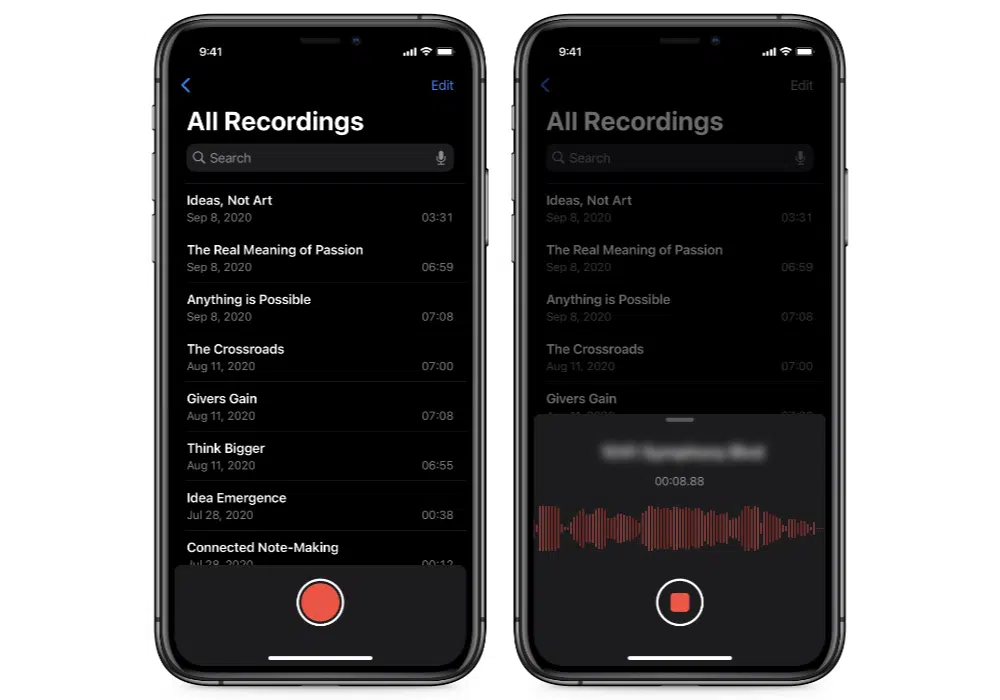 9:41
Edit
All Recordings
Search
Ideas, Not Art
Sep 8, 2020 03:31
The Real Meaning of Passion
Sep 8, 2020 06:59
Anything is Possible
Sep 8, 2020 07:08
The Crossroads
Aug 11, 2020 07:00
Givers Gain
Aug 11, 2020 07:08
Think Bigger
Aug 11, 2020 06:55
Idea Emergence
Jul 28, 2020 00:38
Connected Note-Making
Jul 28, 2020 00:12
9:41
Edit
All Recordings
Search
Ideas, Not Art
Sep 8, 2020 03:31
The Real Meaning of Passion
Sep 8, 2020 06:59
Anything is Possible
Sep 8, 2020 07:08
The Crossroads
Aug 11, 2020 07:00
Givers Gain
00:08.88